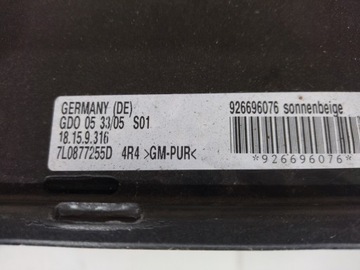 GERMANY (DE)
GDO 05 33/05 S01
18.15.9.316
7L0877255D 4R4 >GM-PUR<
926696076 sonnenbeige
*926696076*